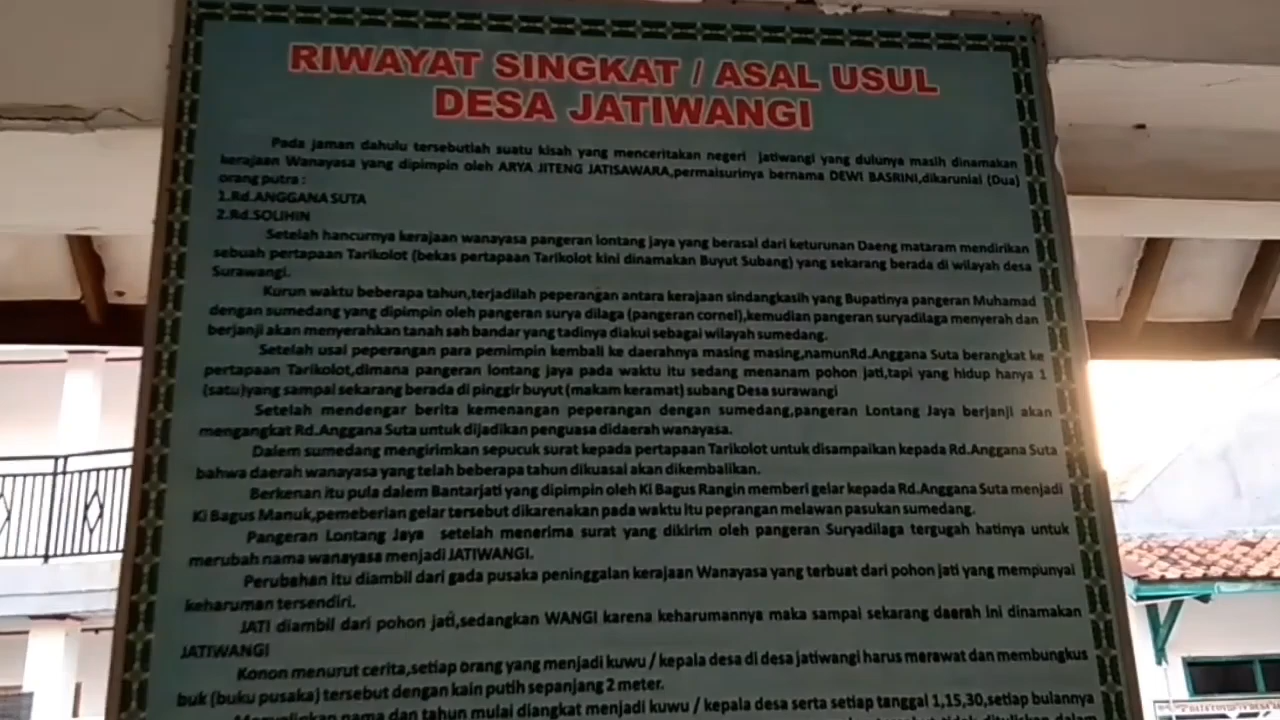 RIWAYAT SINGKAT / ASAL USUL
DESA JATIWANGI
Pada jaman dahulu tersebutlah suatu kisah yang menceritakan negeri jatiwangi yang dulunya masih dinamakan
kerajaan Wanayasa yang dipimpin oleh ARYA JITENG JATISAWARA,permaisurinya bernama DEWI BASRINI,dikaruniai (Dua)
orang putra :
1.Rd.ANGGANA SUTA
2.Rd.SOLIHIN
Setelah hancurnya kerajaan wanayasa pangeran lontang jaya yang berasal dari keturunan Daeng mataram mendirikan
sebuah pertapaan Tarikolot (bekas pertapaan Tarikolot kini dinamakan Buyut Subang) yang sekarang berada di wilayah desa
Surawangi.
Kurun waktu beberapa tahun,terjadilah peperangan antara kerajaan sindangkasih yang Bupatinya pangeran Muhamad
dengan sumedang yang dipimpin oleh pangeran surya dilaga (pangeran cornel),kemudian pangeran suryadilaga menyerah dan
berjanji akan menyerahkan tanah sah bandar yang tadinya diakui sebagai wilayah sumedang.
Setelah usai peperangan para pemimpin kembali ke daerahnya masing masing,namunRd.Anggana Suta berangkat ke
pertapaan Tarikolot,dimana pangeran lontang jaya pada waktu itu sedang menanam pohon jati,tapi yang hidup hanya 1
(satu)yang sampai sekarang berada di pinggir buyut (makam keramat) subang Desa surawangi
Setelah mendengar berita kemenangan peperangan dengan sumedang,pangeran Lontang Jaya berjanji akan
mengangkat Rd.Anggana Suta untuk dijadikan penguasa didaerah wanayasa.
Dalem sumedang mengirimkan sepucuk surat kepada pertapaan Tarikolot untuk disampaikan kepada Rd.Anggana Suta
bahwa daerah wanayasa yang telah beberapa tahun dikuasai akan dikembalikan.
Berkenan itu pula dalem Bantarjati yang dipimpin oleh Ki Bagus Rangin memberi gelar kepada Rd.Anggana Suta menjadi
Ki Bagus Manuk,pemeberian gelar tersebut dikarenakan pada waktu itu peprangan melawan pasukan sumedang.
Pangeran Lontang Jaya setelah menerima surat yang dikirim oleh pangeran Suryadilaga tergugah hatinya untuk
merubah nama wanayasa menjadi JATIWANGI.
Perubahan itu diambil dari gada pusaka peninggalan kerajaan Wanayasa yang terbuat dari pohon jati yang mempunyai
keharuman tersendiri.
JATI diambil dari pohon jati,sedangkan WANGI karena keharumannya maka sampai sekarang daerah ini dinamakan
JATIWANGI
Konon menurut cerita,setiap orang yang menjadi kuwu / kepala desa di desa jatiwangi harus merawat dan membungkus
buk (buku pusaka) tersebut dengan kain putih sepanjang 2 meter.
nama dan tahun mulai diangkat menjadi kuwu / kepala desa serta setiap tanggal 1,15,30,setiap bulannya